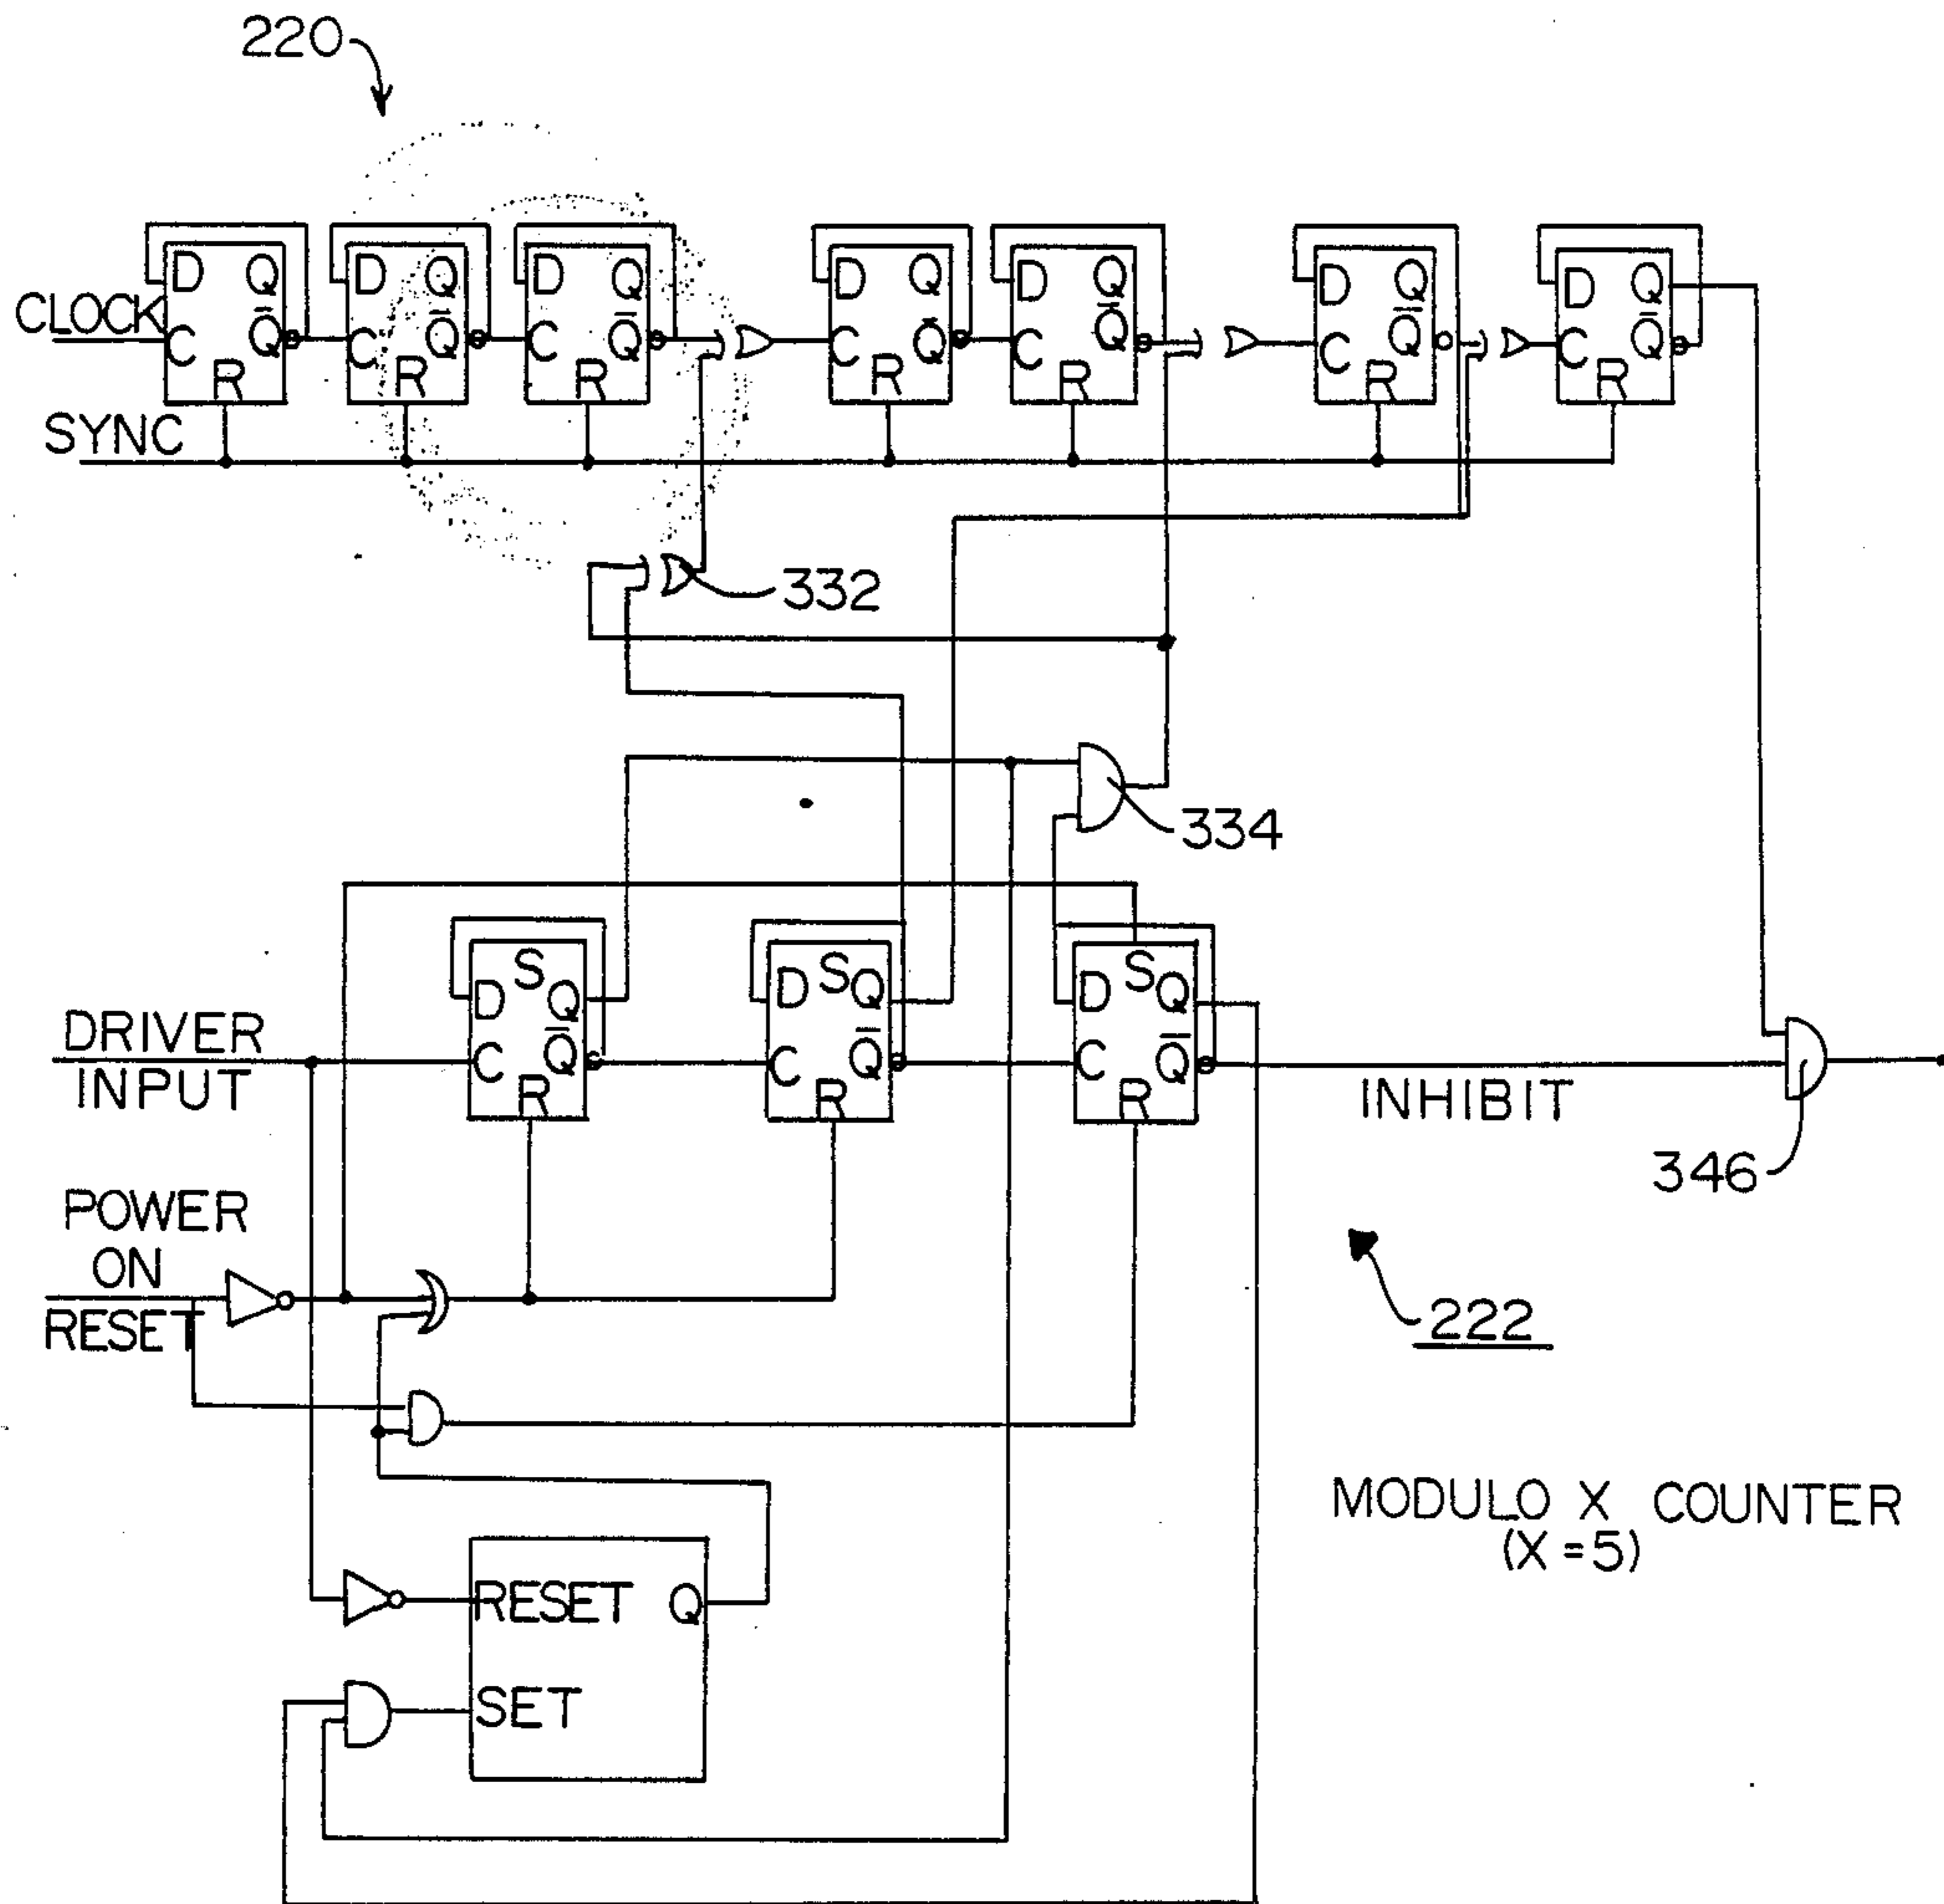 220
D Q D Q D Q D Q D Q D Q D Q
CLOCK C Q̅ C Q̅ C Q̅ C Q̅ C Q̅ C Q̅ C Q̅
R R R R R R R
SYNC
332
334
S S S
D Q D Q D Q
DRIVER INPUT
C Q̅ C Q̅ C Q̅
R R R
INHIBIT
346
POWER ON RESET
222
RESET Q
SET
MODULO X COUNTER
(X=5)